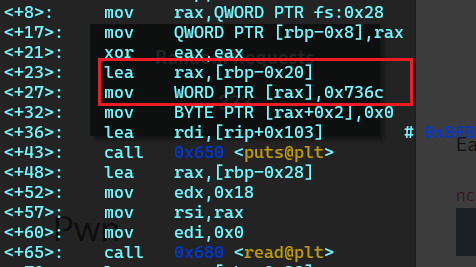 <+8>: mov rax,QWORD PTR fs:0x28
<+17>: mov QWORD PTR [rbp-0x8],rax
<+21>: xor eax,eax
<+23>: lea rax,[rbp-0x20]
<+27>: mov WORD PTR [rax],0x736c
<+32>: mov BYTE PTR [rax+0x2],0x0
<+36>: lea rdi,[rip+0x103] #
<+43>: call 0x650 <puts@plt>
<+48>: lea rax,[rbp-0x28]
<+52>: mov edx,0x18
<+57>: mov rsi,rax
<+60>: mov edi,0x0
<+65>: call 0x680 <read@plt>
Ea
nc
Pwn